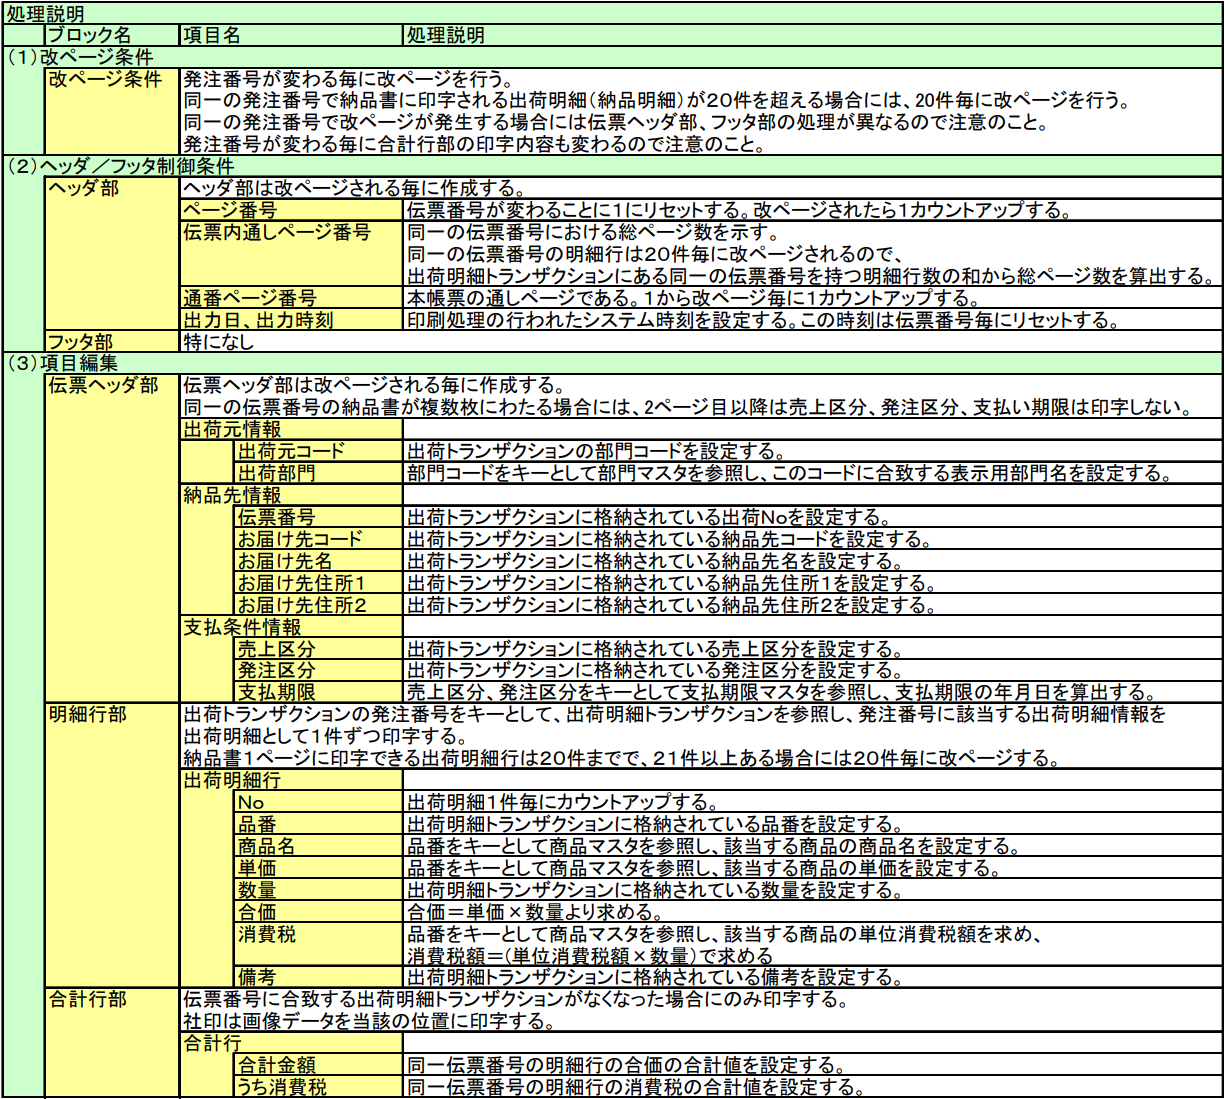 処理説明
ブロック名 項目名 処理説明
(1)改ページ条件
改ページ条件 発注番号が変わる毎に改ページを行う。
同一の発注番号で納品書に印字される出荷明細(納品明細)が20件を超える場合には、20件毎に改ページを行う。
同一の発注番号で改ページが発生する場合には伝票ヘッダ部、フッタ部の処理が異なるので注意のこと。
発注番号が変わる毎に合計行部の印字内容も変わるので注意のこと。
(2)ヘッダ/フッタ制御条件
ヘッダ部 ヘッダ部は改ページされる毎に作成する。
ページ番号 伝票番号が変わることに1にリセットする。改ページされたら1カウントアップする。
伝票内通しページ番号 同一の伝票番号における総ページ数を示す。
同一の伝票番号の明細行は20件毎に改ページされるので、
出荷明細トランザクションにある同一の伝票番号を持つ明細行数の和から総ページ数を算出する。
通番ページ番号 本帳票の通しページである。1から改ページ毎に1カウントアップする。
出力日、出力時刻 印刷処理の行われたシステム時刻を設定する。この時刻は伝票番号毎にリセットする。
フッタ部 特になし
(3)項目編集
伝票ヘッダ部 伝票ヘッダ部は改ページされる毎に作成する。
同一の伝票番号の納品書が複数枚にわたる場合には、2ページ目以降は売上区分、発注区分、支払い期限は印字しない。
出荷元情報
出荷元コード 出荷トランザクションの部門コードを設定する。
出荷部門 部門コードをキーとして部門マスタを参照し、このコードに合致する表示用部門名を設定する。
納品先情報
伝票番号 出荷トランザクションに格納されている出荷Noを設定する。
お届け先コード 出荷トランザクションに格納されている納品先コードを設定する。
お届け先名 出荷トランザクションに格納されている納品先名を設定する。
お届け先住所1 出荷トランザクションに格納されている納品先住所1を設定する。
お届け先住所2 出荷トランザクションに格納されている納品先住所2を設定する。
支払条件情報
売上区分 出荷トランザクションに格納されている売上区分を設定する。
発注区分 出荷トランザクションに格納されている発注区分を設定する。
支払期限 売上区分、発注区分をキーとして支払期限マスタを参照し、支払期限の年月日を算出する。
明細行部 出荷トランザクションの発注番号をキーとして、出荷明細トランザクションを参照し、発注番号に該当する出荷明細情報を
出荷明細として1件ずつ印字する。
納品書1ページに印字できる出荷明細行は20件までで、21件以上ある場合には20件毎に改ページする。
出荷明細行
No 出荷明細1件毎にカウントアップする。
品番 出荷明細トランザクションに格納されている品番を設定する。
商品名 品番をキーとして商品マスタを参照し、該当する商品の商品名を設定する。
単価 品番をキーとして商品マスタを参照し、該当する商品の単価を設定する。
数量 出荷明細トランザクションに格納されている数量を設定する。
合価 合価=単価×数量より求める。
消費税 品番をキーとして商品マスタを参照し、該当する商品の単位消費税額を求め、
消費税額=(単位消費税額×数量)で求める
備考 出荷明細トランザクションに格納されている備考を設定する。
合計行部 伝票番号に合致する出荷明細トランザクションがなくなった場合にのみ印字する。
社印は画像データを当該の位置に印字する。
合計行
合計金額 同一伝票番号の明細行の合価の合計値を設定する。
うち消費税 同一伝票番号の明細行の消費税の合計値を設定する。